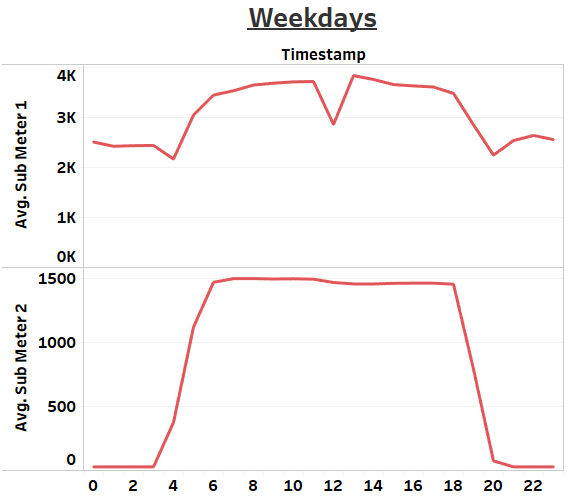 Weekdays
Timestamp
Avg. Sub Meter 1
4K
3K
2K
1K
0K
Avg. Sub Meter 2
1500
1000
500
0
0 2 4 6 8 10 12 14 16 18 20 22